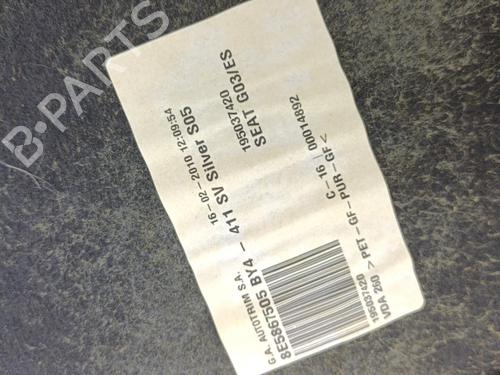 B-PARTS
G.A. AUTOTRIM S.A.
16-02-2010 12:09:54
8E5867505 BY4 - 411 SV Silver S05
195037420
SEAT G03/ES
195037420
C-16 00014892
VDA 260 > PET-GF-PUR-GF <